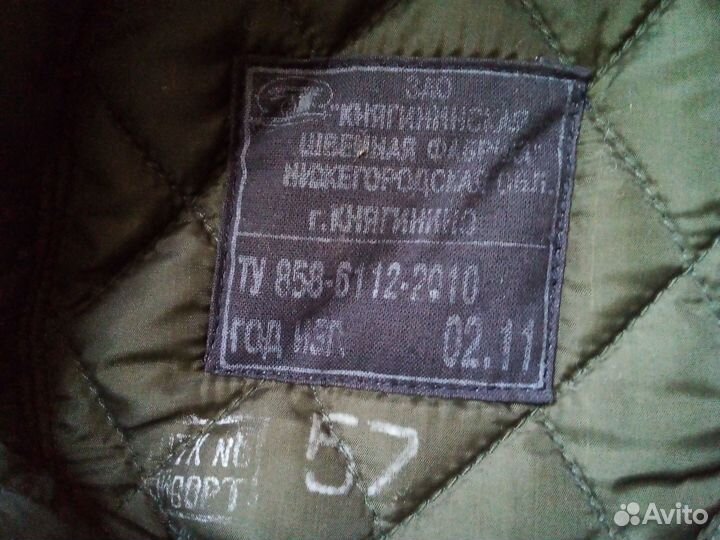 ЗАО
"КНЯГИНИНСКАЯ
ШВЕЙНАЯ ФАБРИКА"
НИЖЕГОРОДСКАЯ обл.
г. КНЯГИНИНО
ТУ 858-6112-2010
ГОД ИЗГ. 02.11
57
Avito